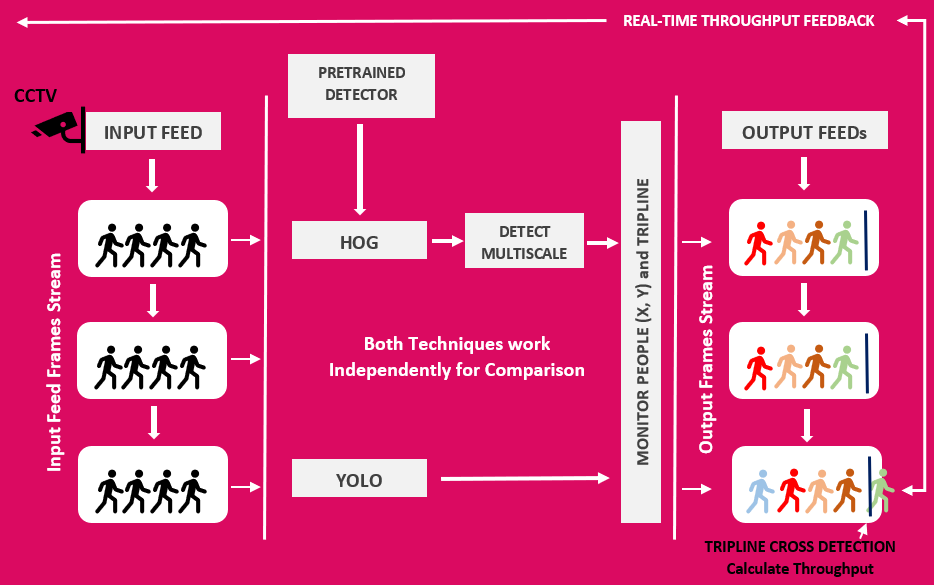 REAL-TIME THROUGHPUT FEEDBACK
CCTV
INPUT FEED
Input Feed Frames Stream
PRETRAINED
DETECTOR
HOG
DETECT
MULTISCALE
Both Techniques work
Independently for Comparison
YOLO
MONITOR PEOPLE (X, Y) and TRIPLINE
OUTPUT FEEDs
Output Frames Stream
TRIPLINE CROSS DETECTION
Calculate Throughput